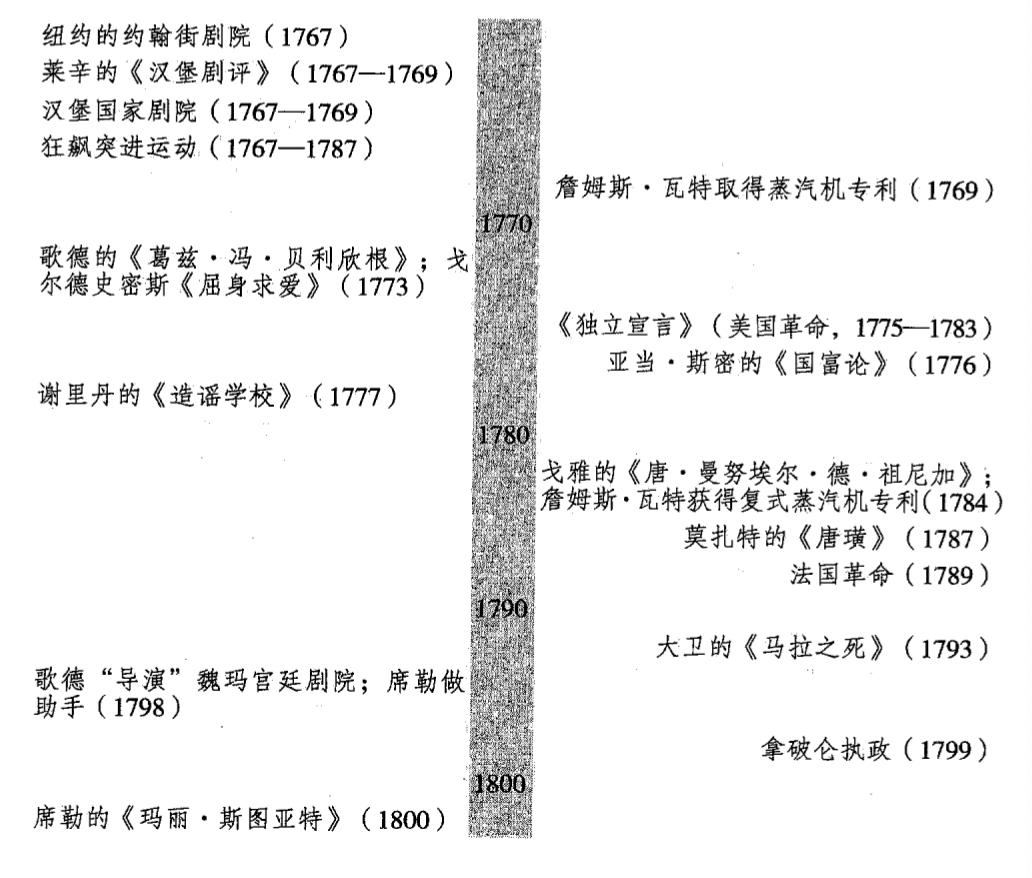 纽约的约翰街剧院（1767）
莱辛的《汉堡剧评》（1767—1769）
汉堡国家剧院（1767—1769）
狂飙突进运动（1767—1787）
詹姆斯·瓦特取得蒸汽机专利（1769）
1770
歌德的《葛兹·冯·贝利欣根》；戈
尔德史密斯《屈身求爱》（1773）
《独立宣言》（美国革命，1775—1783）
亚当·斯密的《国富论》（1776）
谢里丹的《造谣学校》（1777）
1780
戈雅的《唐·曼努埃尔·德·祖尼加》；
詹姆斯·瓦特获得复式蒸汽机专利（1784）
莫扎特的《唐璜》（1787）
法国革命（1789）
1790
大卫的《马拉之死》（1793）
歌德“导演”魏玛宫廷剧院；席勒做
助手（1798）
拿破仑执政（1799）
1800
席勒的《玛丽·斯图亚特》（1800）